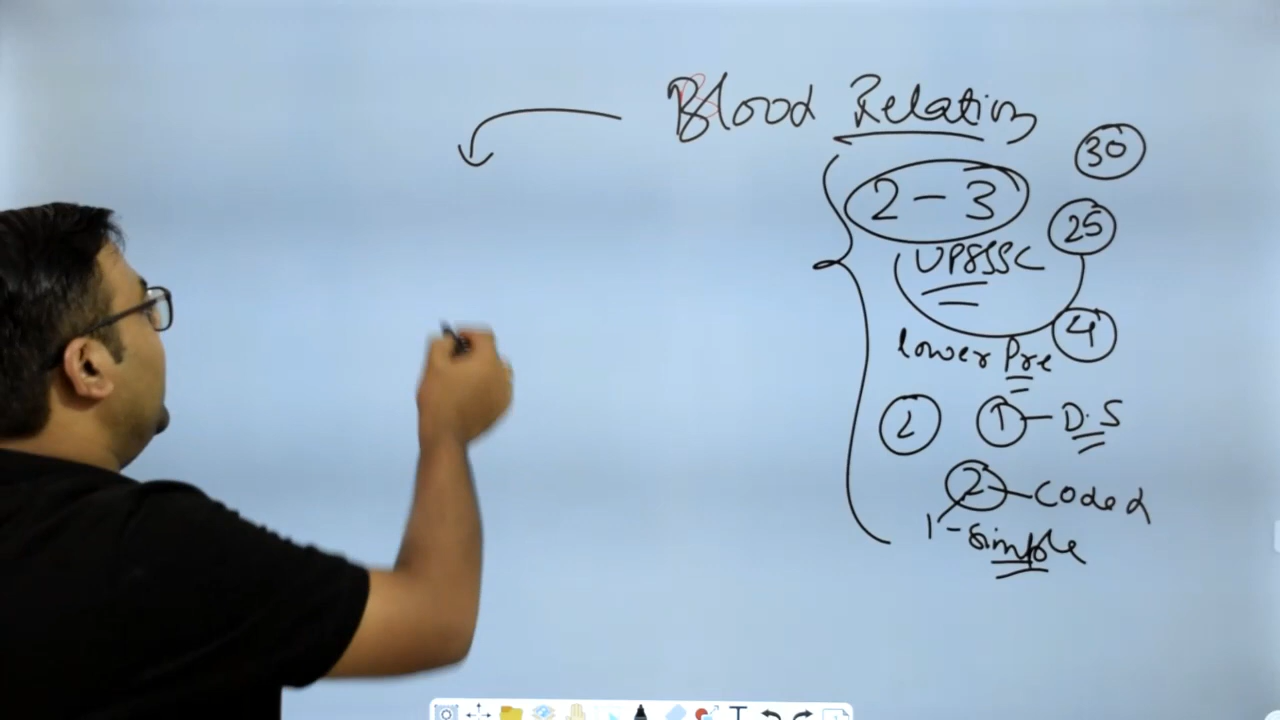 Blood Relation
30
2 - 3
25
UPSSSC
4
lower Pre
2 1 - D.S
2 - Coded
1 - Simple
T